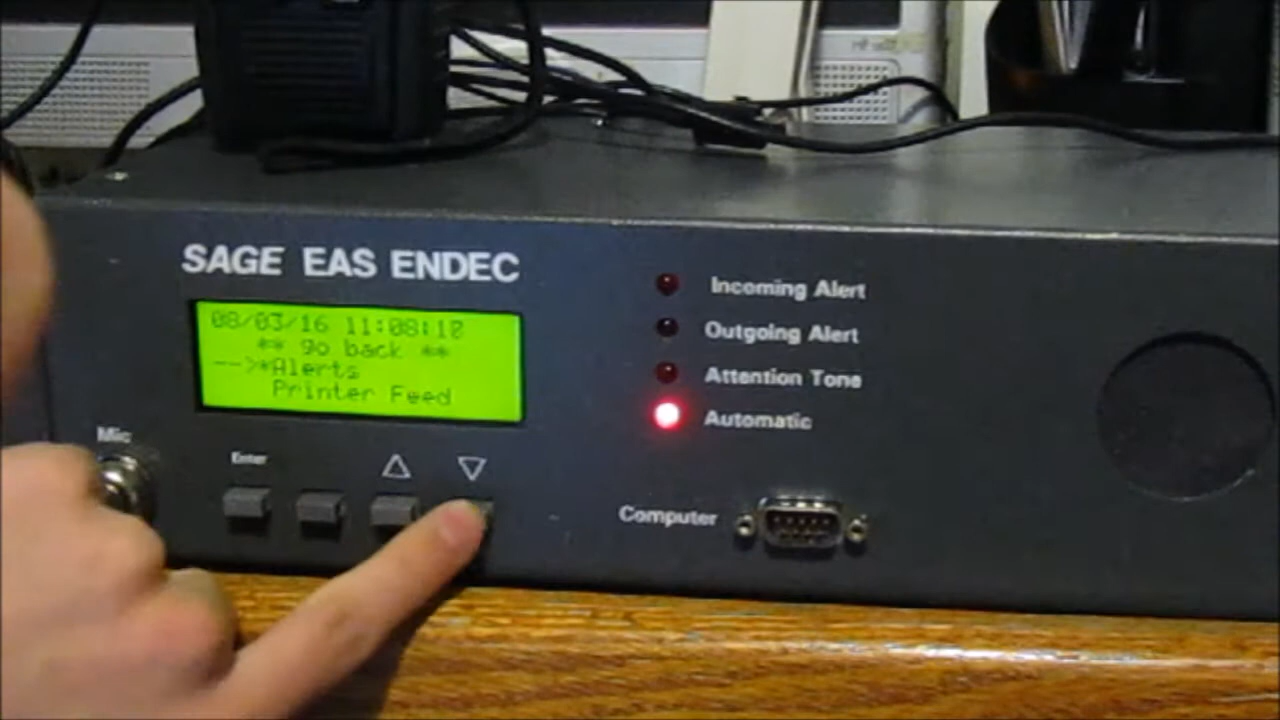 SAGE EAS ENDEC
08/03/16 11:08:10
** go back **
-->*Alerts
Printer Feed
Mic
Enter
Incoming Alert
Outgoing Alert
Attention Tone
Automatic
Computer